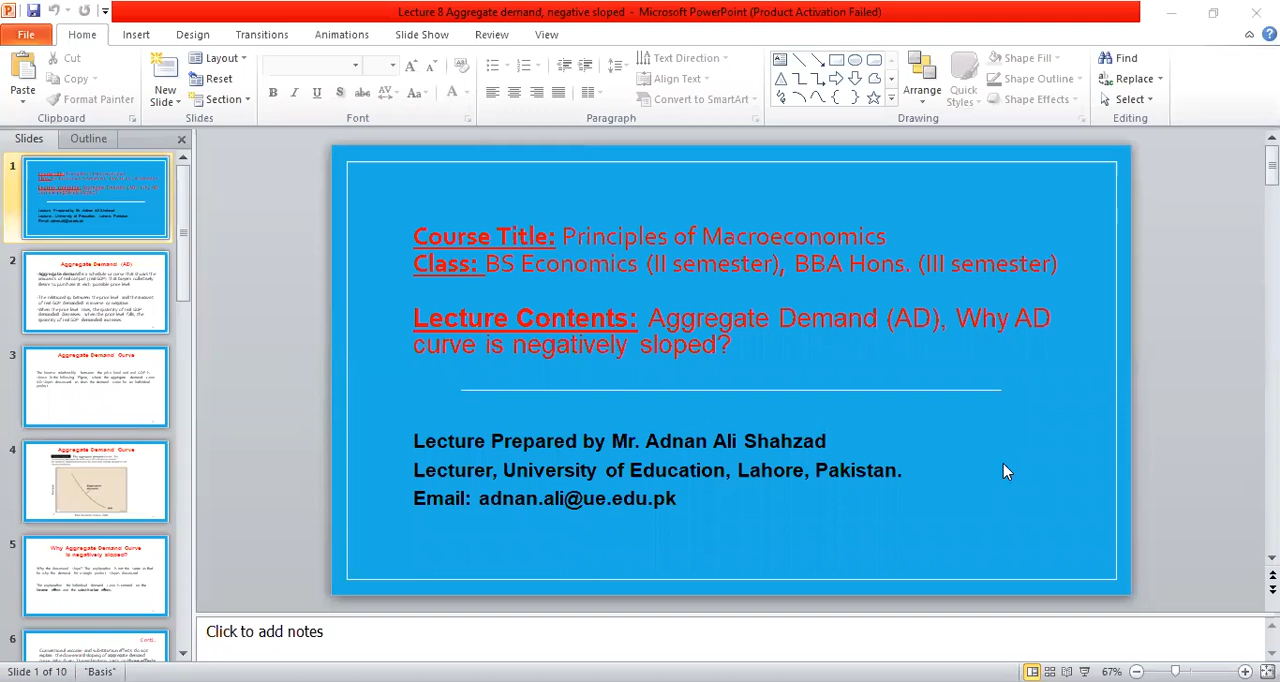 Lecture 8 Aggregate demand, negative sloped - Microsoft PowerPoint (Product Activation Failed)
File Home Insert Design Transitions Animations Slide Show Review View
Paste
Cut
Copy
Format Painter
Clipboard
New Slide
Layout
Reset
Section
Slides
Font
Text Direction
Align Text
Convert to SmartArt
Paragraph
Arrange
Quick Styles
Shape Fill
Shape Outline
Shape Effects
Drawing
Find
Replace
Select
Editing
Slides Outline
1
2
Aggregate Demand (AD)
3
Aggregate Demand Curve
4
Aggregate Demand Curve
5
Why Aggregate Demand Curve
is negatively sloped?
6
Course Title: Principles of Macroeconomics
Class: BS Economics (II semester), BBA Hons. (III semester)
Lecture Contents: Aggregate Demand (AD), Why AD
curve is negatively sloped?
Lecture Prepared by Mr. Adnan Ali Shahzad
Lecturer, University of Education, Lahore, Pakistan.
Email: adnan.ali@ue.edu.pk
Click to add notes
Slide 1 of 10 "Basis" 67%